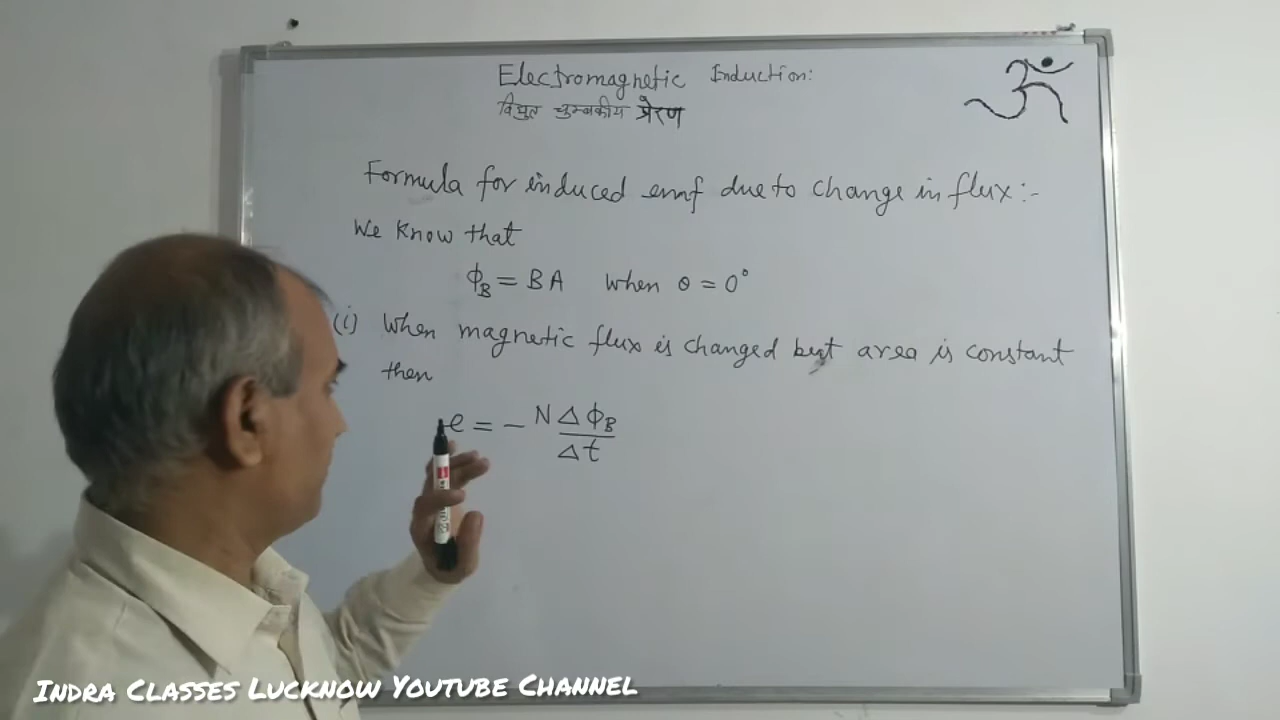 ॐ
Electromagnetic Induction:
विद्युत चुम्बकीय प्रेरण
Formula for induced emf due to change in flux:-
We Know that
ϕ_B = BA when θ = 0°
(i) When magnetic flux is changed but area is constant
then
e = - N Δϕ_B / Δt
Indra Classes Lucknow Youtube Channel